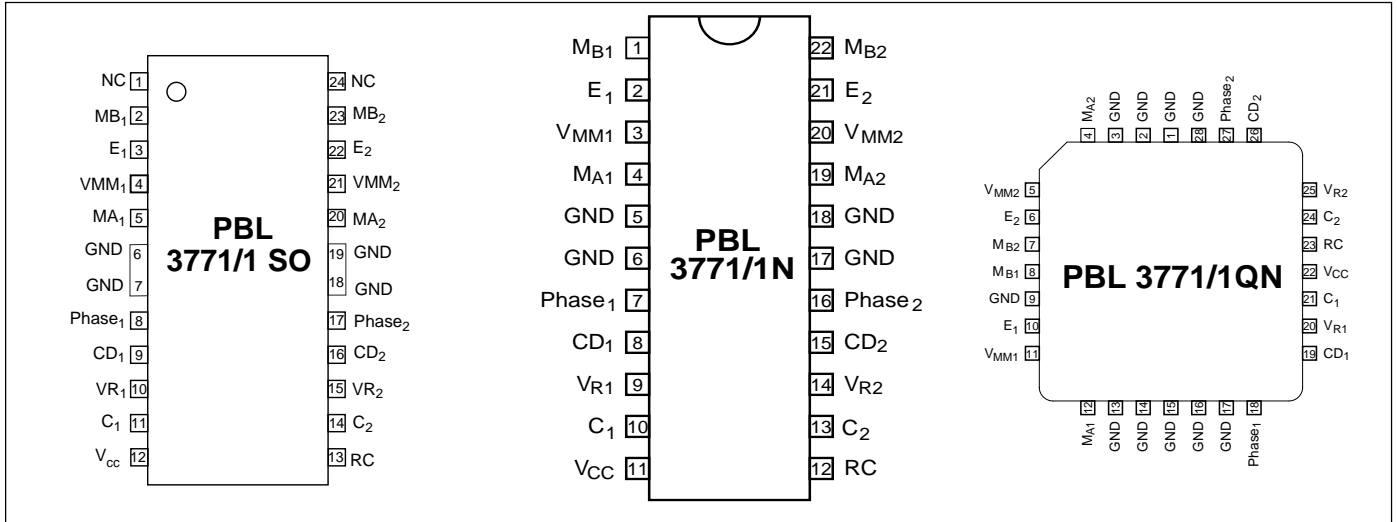 NC 1
MB1 2
E1 3
VMM1 4
MA1 5
GND 6
GND 7
Phase1 8
CD1 9
VR1 10
C1 11
Vcc 12
24 NC
23 MB2
22 E2
21 VMM2
20 MA2
19 GND
18 GND
17 Phase2
16 CD2
15 VR2
14 C2
13 RC
PBL
3771/1 SO
MB1 1
E1 2
VMM1 3
MA1 4
GND 5
GND 6
Phase1 7
CD1 8
VR1 9
C1 10
VCC 11
22 MB2
21 E2
20 VMM2
19 MA2
18 GND
17 GND
16 Phase2
15 CD2
14 VR2
13 C2
12 RC
PBL
3771/1N
4 MA2
3 GND
2 GND
1 GND
28 GND
27 Phase2
26 CD2
VMM2 5
E2 6
MB2 7
MB1 8
GND 9
E1 10
VMM1 11
25 VR2
24 C2
23 RC
22 VCC
21 C1
20 VR1
19 CD1
PBL 3771/1QN
MA1 12
GND 13
GND 14
GND 15
GND 16
GND 17
Phase1 18